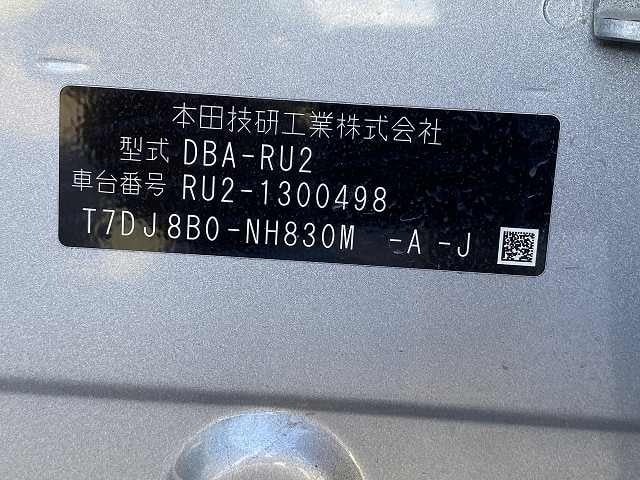 本田技研工業株式会社
型式 DBA-RU2
車台番号 RU2-1300498
T7DJ8B0-NH830M -A-J